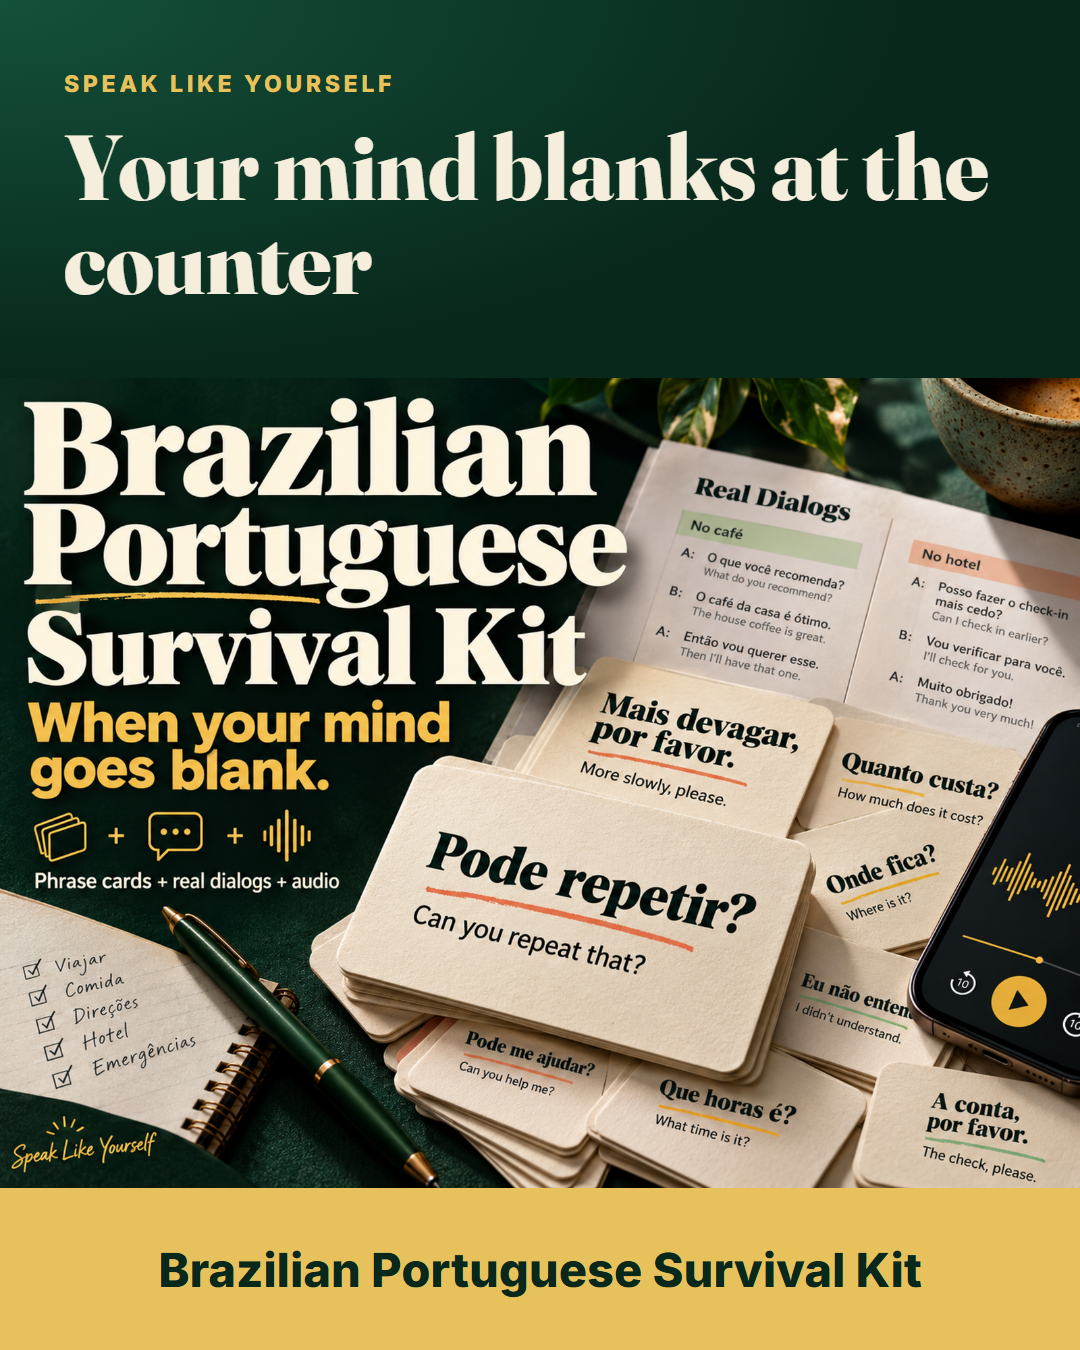 SPEAK LIKE YOURSELF
Your mind blanks at the
counter
Brazilian
Portuguese
Survival Kit
When your mind
goes blank.
Phrase cards + real dialogs + audio
Real Dialogs
No café
A: O que você recomenda?
What do you recommend?
B: O café da casa é ótimo.
The house coffee is great.
A: Então vou querer esse.
Then I'll have that one.
No hotel
A: Posso fazer o check-in
mais cedo?
Can I check in earlier?
B: Vou verificar para você.
I'll check for you.
A: Muito obrigado!
Thank you very much!
Mais devagar,
por favor.
More slowly, please.
Quanto custa?
How much does it cost?
Pode repetir?
Can you repeat that?
Onde fica?
Where is it?
Eu não enten
I didn't understand.
Pode me ajudar?
Can you help me?
Que horas é?
What time is it?
A conta,
por favor.
The check, please.
10
10
Viajar
Comida
Direções
Hotel
Emergências
Speak Like Yourself
Brazilian Portuguese Survival Kit